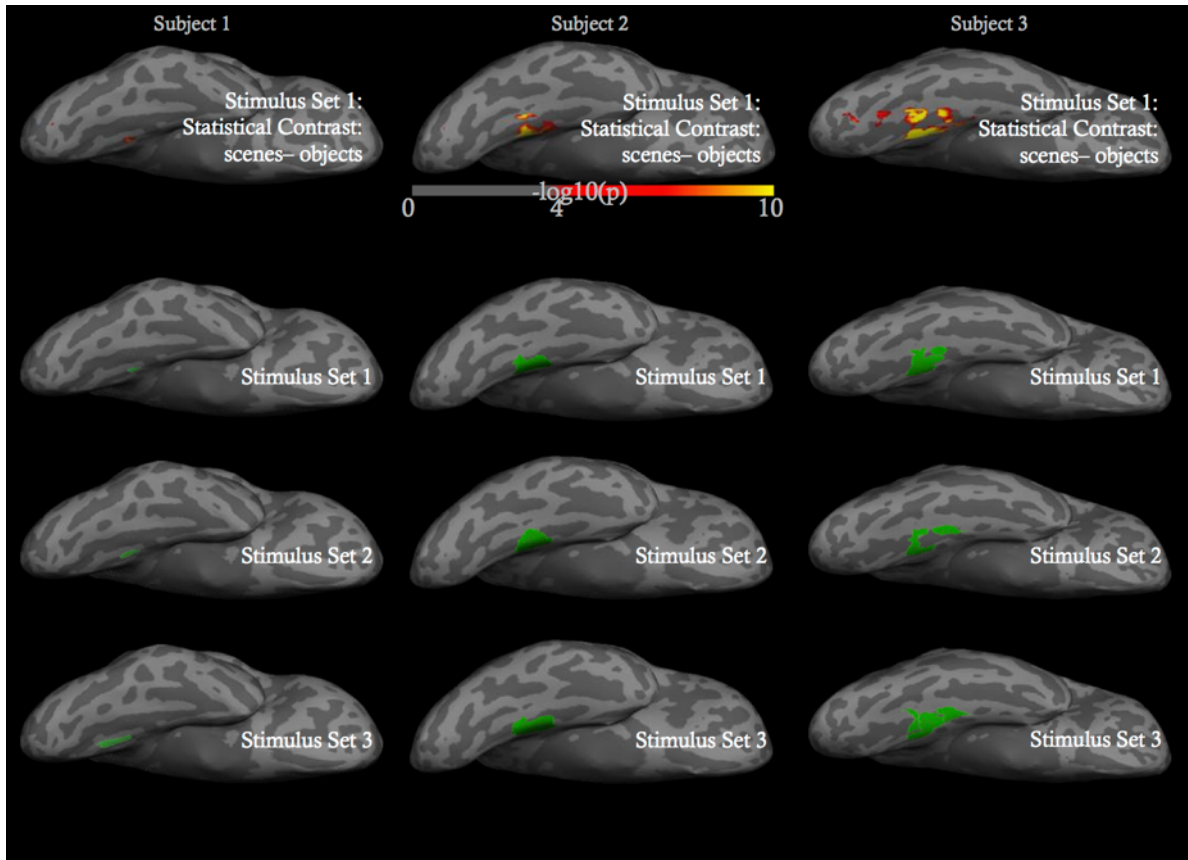 Subject 1
Subject 2
Subject 3
Stimulus Set 1:
Statistical Contrast:
scenes– objects
Stimulus Set 1:
Statistical Contrast:
scenes– objects
Stimulus Set 1:
Statistical Contrast:
scenes– objects
-log10(p)
0
4
10
Stimulus Set 1
Stimulus Set 1
Stimulus Set 1
Stimulus Set 2
Stimulus Set 2
Stimulus Set 2
Stimulus Set 3
Stimulus Set 3
Stimulus Set 3